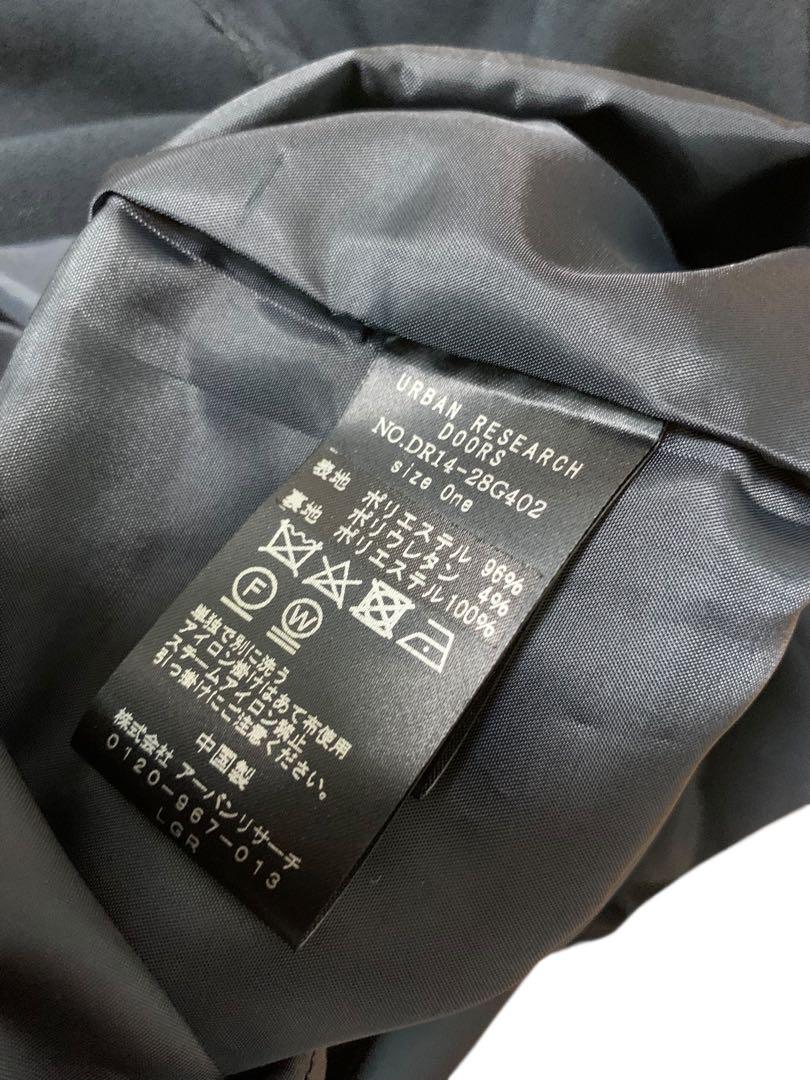 URBAN RESEARCH
DOORS
NO.DR14-28G402
size One
表地 ポリエステル 96%
ポリウレタン 4%
裏地 ポリエステル100%
F W
単独で別に洗う
アイロン掛けはあて布使用
スチームアイロン禁止
引っ掛けにご注意ください。
中国製
株式会社 アーバンリサーチ
0120-967-013
LGR